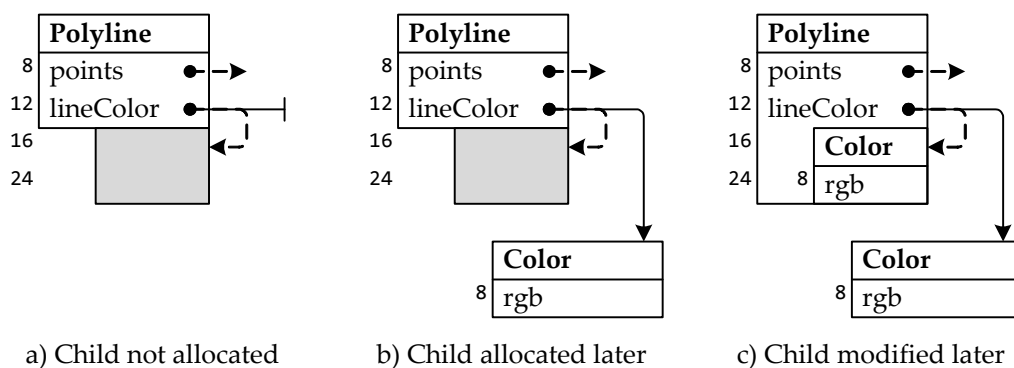 Polyline
8 points
12 lineColor
16
24
a) Child not allocated
Polyline
8 points
12 lineColor
16
24
Color
8 rgb
b) Child allocated later
Polyline
8 points
12 lineColor
16 Color
24 8 rgb
Color
8 rgb
c) Child modified later